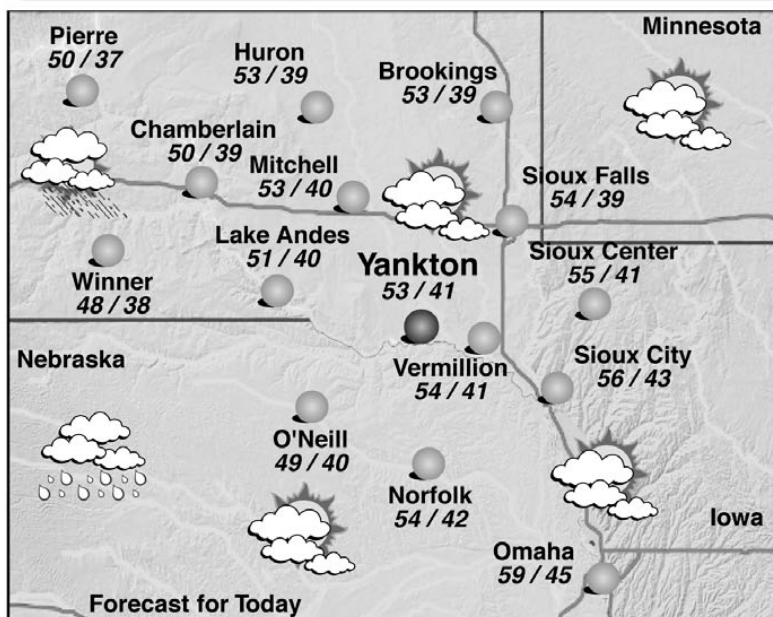 Pierre
50 / 37
Huron
53 / 39
Brookings
53 / 39
Minnesota
Chamberlain
50 / 39
Mitchell
53 / 40
Sioux Falls
54 / 39
Winner
48 / 38
Lake Andes
51 / 40
Yankton
53 / 41
Sioux Center
55 / 41
Nebraska
Vermillion
54 / 41
Sioux City
56 / 43
O'Neill
49 / 40
Norfolk
54 / 42
Iowa
Omaha
59 / 45
Forecast for Today